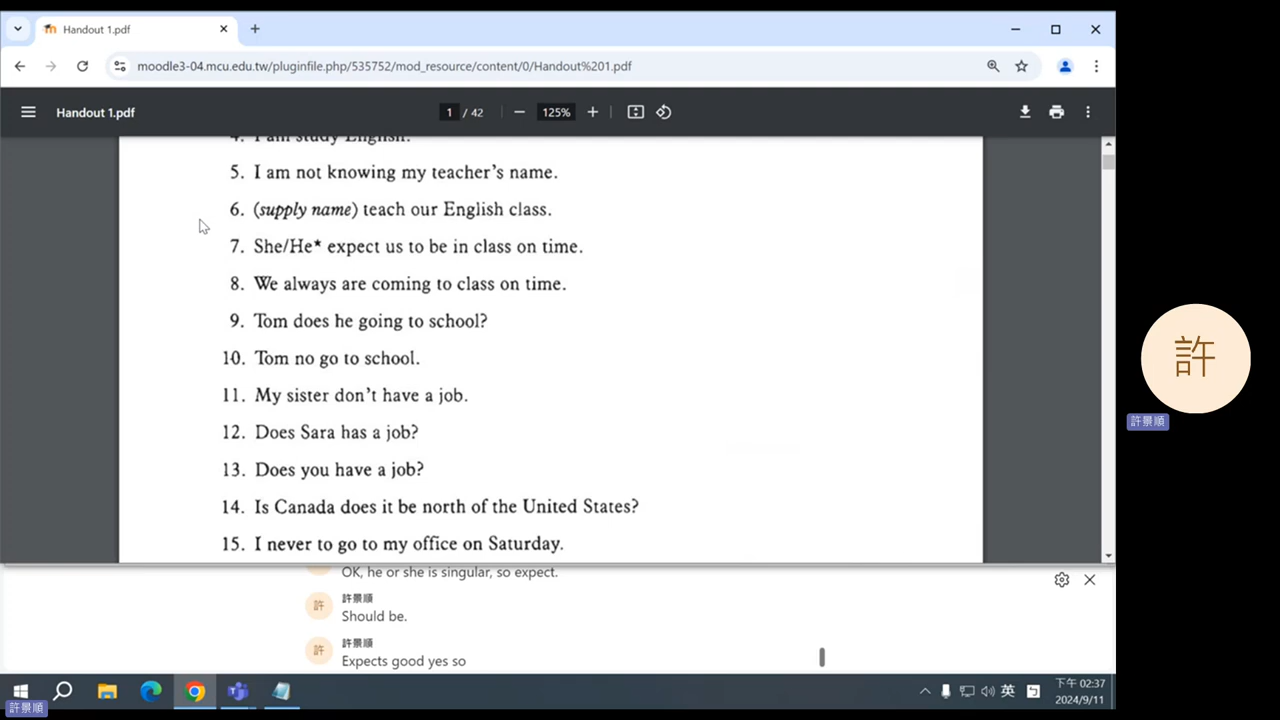 Handout 1.pdf
moodle3-04.mcu.edu.tw/pluginfile.php/535752/mod_resource/content/0/Handout%201.pdf
Handout 1.pdf
1 / 42
125%
4. I am study English.
5. I am not knowing my teacher's name.
6. (supply name) teach our English class.
7. She/He* expect us to be in class on time.
8. We always are coming to class on time.
9. Tom does he going to school?
10. Tom no go to school.
11. My sister don't have a job.
12. Does Sara has a job?
13. Does you have a job?
14. Is Canada does it be north of the United States?
15. I never to go to my office on Saturday.
OK, he or she is singular, so expect.
許 許景順
Should be.
許 許景順
Expects good yes so
許
許景順
英
下午 02:37
2024/9/11
許景順